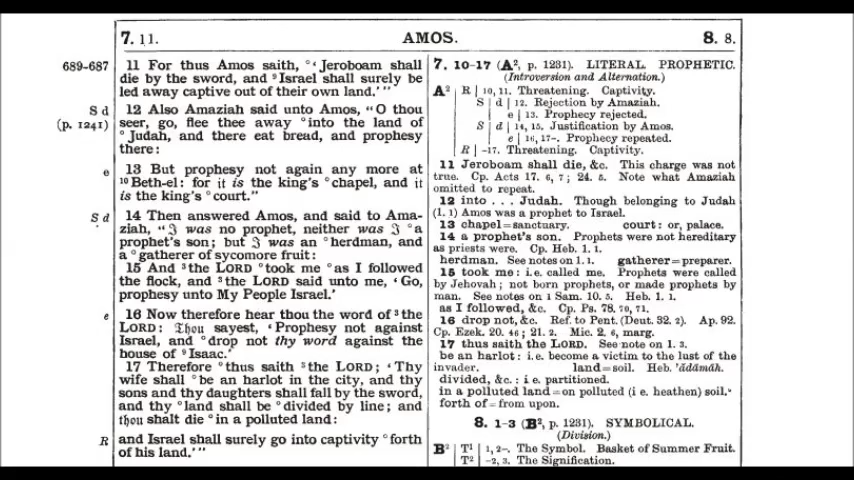 7. 11. AMOS. 8. 8.
689-687
11 For thus Amos saith, °‘Jeroboam shall
die by the sword, and ⁹Israel shall surely be
led away captive out of their own land.’”
S d
(p. 1241)
12 Also Amaziah said unto Amos, “O thou
seer, go, flee thee away °into the land of
°Judah, and there eat bread, and prophesy
there:
e
13 But prophesy not again any more at
¹⁰Beth-el: for it is the king's °chapel, and it
is the king's °court.”
S d
14 Then answered Amos, and said to Ama-
ziah, “I was no prophet, neither was I °a
prophet's son; but I was an °herdman, and
a °gatherer of sycomore fruit:
15 And ³the LORD °took me °as I followed
the flock, and ³the LORD said unto me, ‘Go,
prophesy unto My People Israel.’
e
16 Now therefore hear thou the word of ³the
LORD: Thou sayest, ‘Prophesy not against
Israel, and °drop not thy word against the
house of ⁹Isaac.’
17 Therefore °thus saith ³the LORD; ‘Thy
wife shall °be an harlot in the city, and thy
sons and thy daughters shall fall by the sword,
and thy °land shall be °divided by line; and
thou shalt die °in a polluted land:
R
and Israel shall surely go into captivity °forth
of his land.’”
7. 10-17 (A², p. 1231). LITERAL PROPHETIC.
(Introversion and Alternation.)
A² R | 10, 11. Threatening. Captivity.
S | d | 12. Rejection by Amaziah.
e | 13. Prophecy rejected.
S | d | 14, 15. Justification by Amos.
e | 16, 17-. Prophecy repeated.
R | -17. Threatening. Captivity.
11 Jeroboam shall die, &c. This charge was not
true. Cp. Acts 17. 6, 7; 24. 5. Note what Amaziah
omitted to repeat.
12 into . . . Judah. Though belonging to Judah
(1. 1) Amos was a prophet to Israel.
13 chapel = sanctuary. court: or, palace.
14 a prophet's son. Prophets were not hereditary
as priests were. Cp. Heb. 1. 1.
herdman. See notes on 1. 1. gatherer = preparer.
15 took me: i.e. called me. Prophets were called
by Jehovah; not born prophets, or made prophets by
man. See notes on 1 Sam. 10. 5. Heb. 1. 1.
as I followed, &c. Cp. Ps. 78. 70, 71.
16 drop not, &c. Ref. to Pent. (Deut. 32. 2). Ap. 92.
Cp. Ezek. 20. 46; 21. 2. Mic. 2. 6, marg.
17 thus saith the LORD. See note on 1. 3.
be an harlot: i.e. become a victim to the lust of the
invader. land = soil. Heb. 'ădāmāh.
divided, &c.: i.e. partitioned.
in a polluted land = on polluted (i e. heathen) soil.
forth of = from upon.
8. 1-3 (B², p. 1231). SYMBOLICAL.
(Division.)
B² | T¹ | 1, 2-. The Symbol. Basket of Summer Fruit.
T² | -2, 3. The Signification.